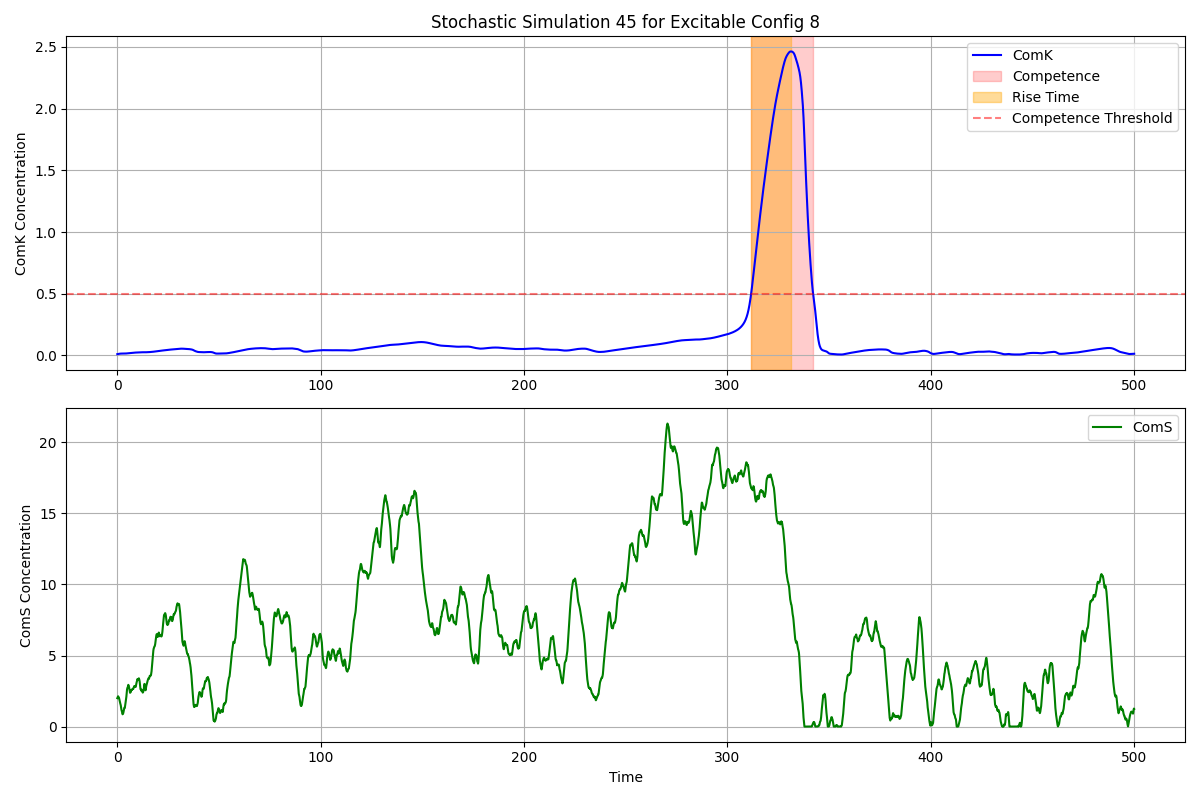 Stochastic Simulation 45 for Excitable Config 8
ComK Concentration
2.5
2.0
1.5
1.0
0.5
0.0
ComK
Competence
Rise Time
Competence Threshold
0 100 200 300 400 500
ComS Concentration
20
15
10
5
0
ComS
0 100 200 300 400 500
Time